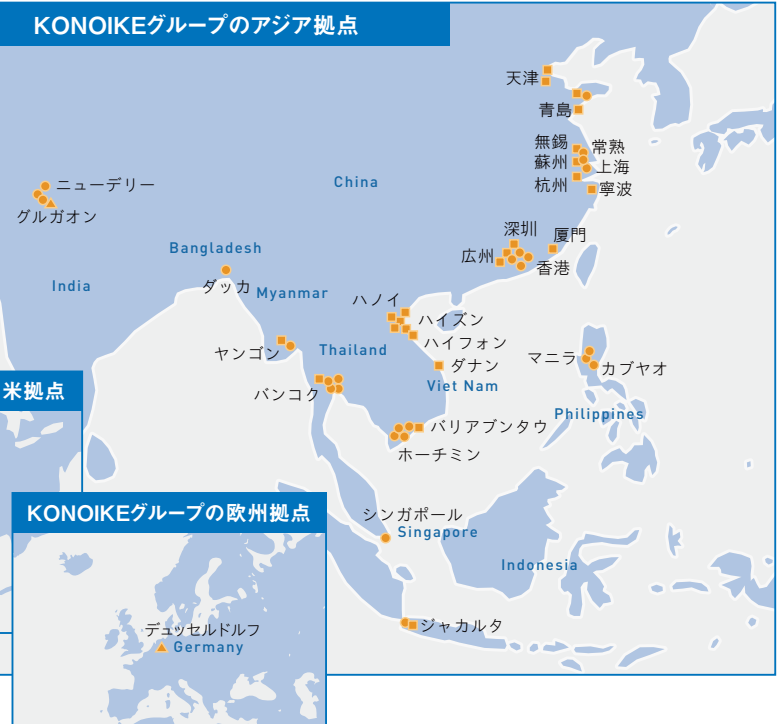 KONOIKEグループのアジア拠点
天津
青島
無錫
常熟
蘇州
上海
杭州
寧波
China
ニューデリー
グルガオン
深圳
厦門
広州
香港
Bangladesh
India
ダッカ
Myanmar
ハノイ
ハイズン
ハイフォン
ヤンゴン
Thailand
ダナン
マニラ
カブヤオ
バンコク
Viet Nam
Philippines
米拠点
バリアブンタウ
ホーチミン
シンガポール
Singapore
Indonesia
ジャカルタ
KONOIKEグループの欧州拠点
デュッセルドルフ
Germany